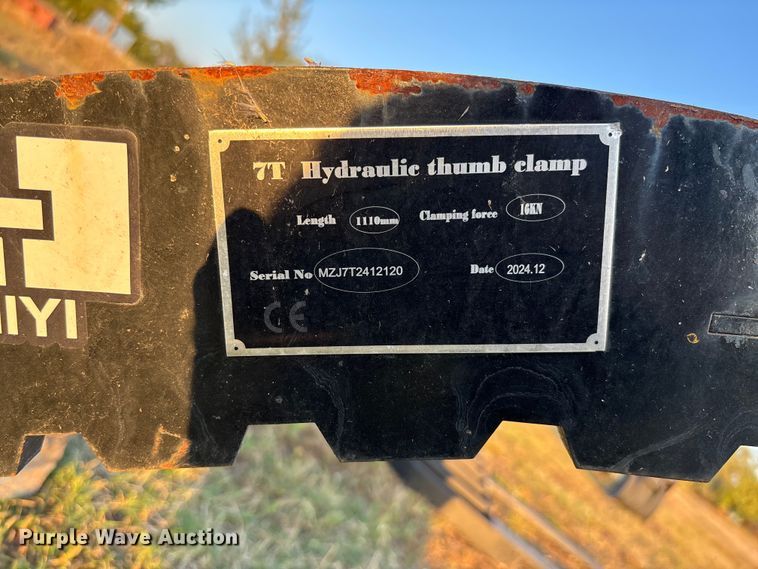 7T Hydraulic thumb clamp
Length 1110mm Clamping force 16KN
Serial No MZJ7T2412120 Date 2024.12
CE
IIYI
Purple Wave Auction